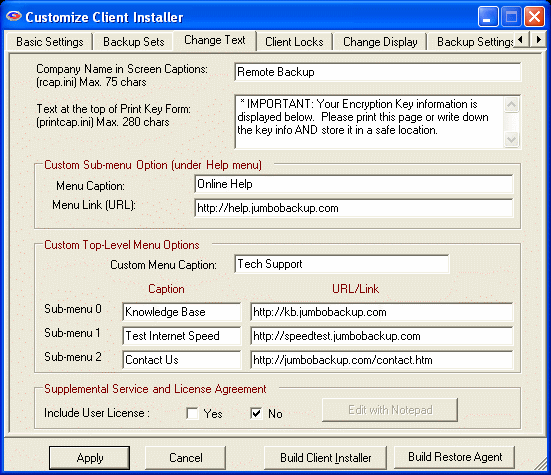 Customize Client Installer
Basic Settings Backup Sets Change Text Client Locks Change Display Backup Settings
Company Name in Screen Captions: Remote Backup
(rcap.ini) Max. 75 chars
Text at the top of Print Key Form:
(printcap.ini) Max. 280 chars
* IMPORTANT: Your Encryption Key information is
displayed below. Please print this page or write down
the key info AND store it in a safe location.
Custom Sub-menu Option (under Help menu)
Menu Caption: Online Help
Menu Link (URL): http://help.jumbobackup.com
Custom Top-Level Menu Options
Custom Menu Caption: Tech Support
Caption URL/Link
Sub-menu 0 Knowledge Base http://kb.jumbobackup.com
Sub-menu 1 Test Internet Speed http://speedtest.jumbobackup.com
Sub-menu 2 Contact Us http://jumbobackup.com/contact.htm
Supplemental Service and License Agreement
Include User License : Yes No Edit with Notepad
Apply Cancel Build Client Installer Build Restore Agent